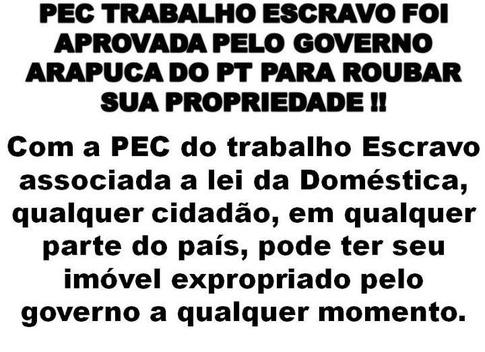 PEC TRABALHO ESCRAVO FOI
APROVADA PELO GOVERNO
ARAPUCA DO PT PARA ROUBAR
SUA PROPRIEDADE !!
Com a PEC do trabalho Escravo
associada a lei da Doméstica,
qualquer cidadão, em qualquer
parte do país, pode ter seu
imóvel expropriado pelo
governo a qualquer momento.